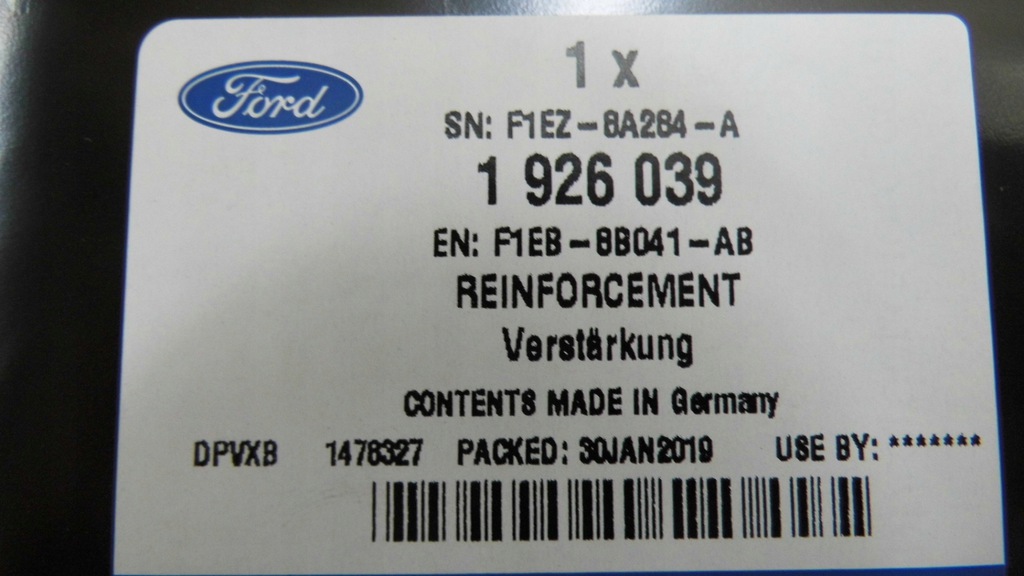 Ford
1 x
SN: F1EZ-8A284-A
1 926 039
EN: F1EB-8B041-AB
REINFORCEMENT
Verstärkung
CONTENTS MADE IN Germany
DPVXB 1478327 PACKED: 30JAN2019 USE BY: *******